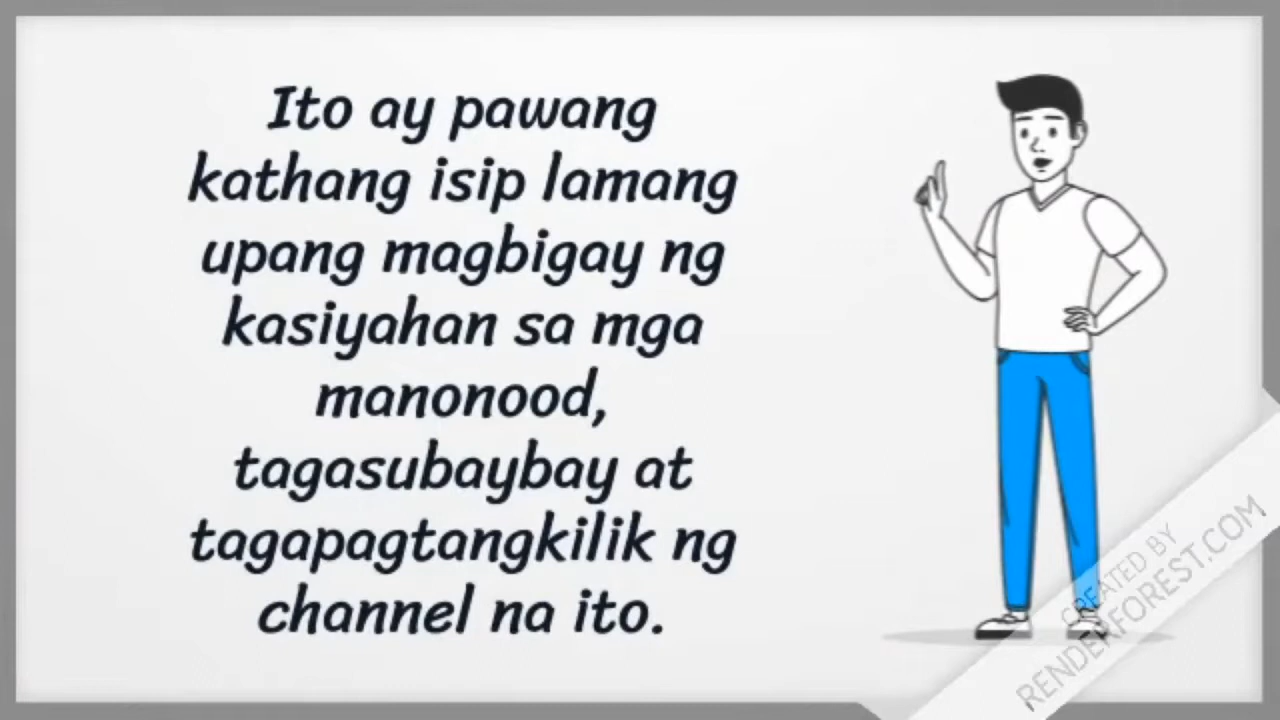 Ito ay pawang
kathang isip lamang
upang magbigay ng
kasiyahan sa mga
manonood,
tagasubaybay at
tagapagtangkilik ng
channel na ito.
CREATED BY
RENDERFOREST.COM